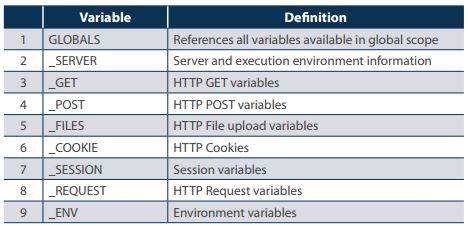 Variable Definition
1 GLOBALS References all variables available in global scope
2 _SERVER Server and execution environment information
3 _GET HTTP GET variables
4 _POST HTTP POST variables
5 _FILES HTTP File upload variables
6 _COOKIE HTTP Cookies
7 _SESSION Session variables
8 _REQUEST HTTP Request variables
9 _ENV Environment variables